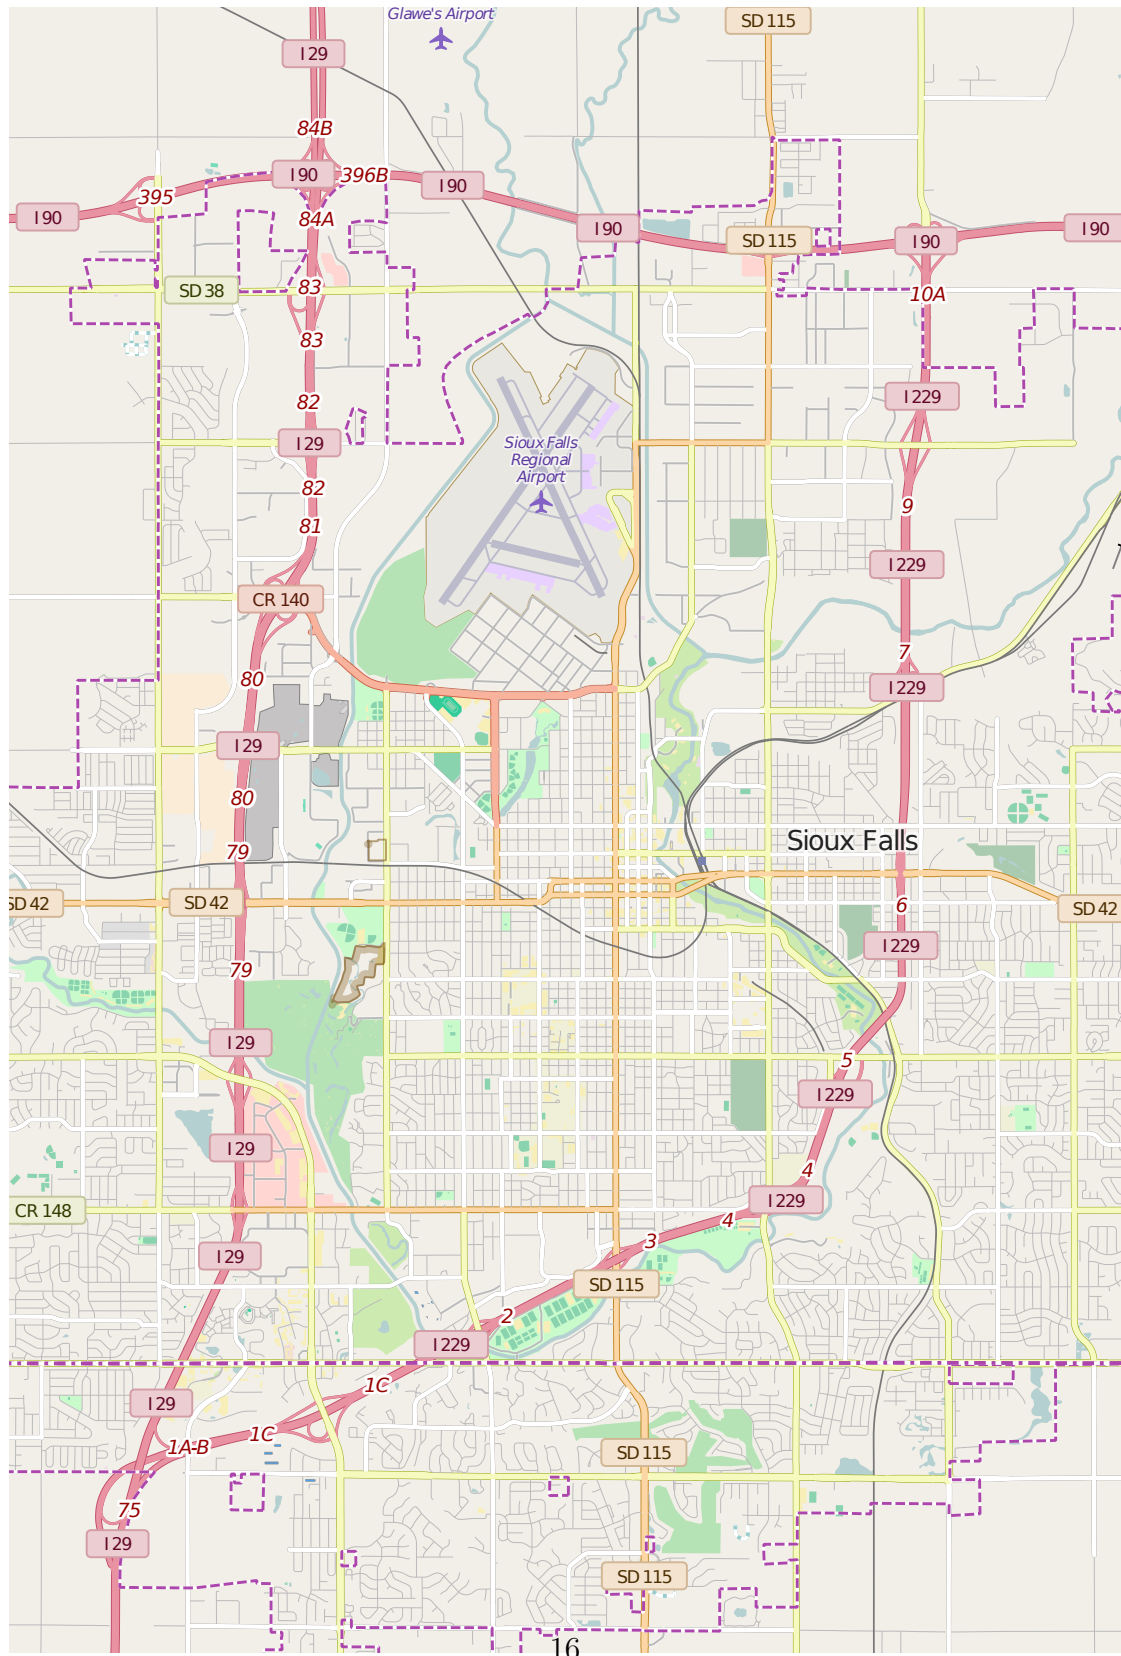 Glawe's Airport
SD 115
I 29
84B
I 90
396B
395
I 90
I 90
84A
I 90
I 90
SD 115
I 90
SD 38
83
10A
83
I 229
82
I 29
Sioux Falls
Regional
Airport
82
9
81
I 229
CR 140
7
80
I 229
I 29
80
Sioux Falls
79
SD 42
SD 42
6
SD 42
I 229
79
I 29
5
I 229
I 29
4
I 229
CR 148
4
3
I 29
SD 115
2
I 229
1C
I 29
1C
1A-B
SD 115
75
I 29
SD 115
16